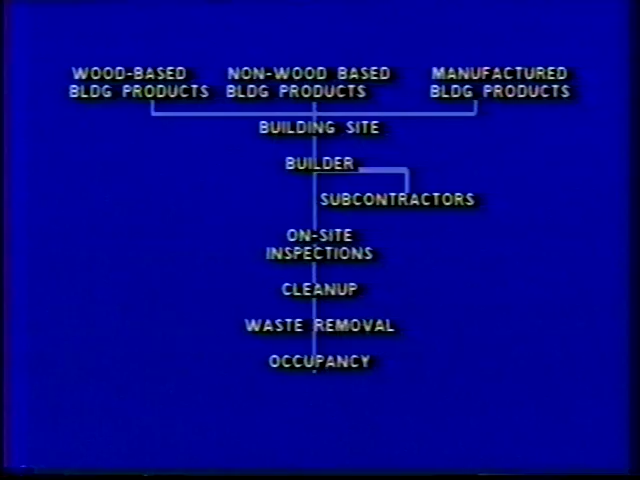 WOOD-BASED
BLDG PRODUCTS
NON-WOOD BASED
BLDG PRODUCTS
MANUFACTURED
BLDG PRODUCTS
BUILDING SITE
BUILDER
SUBCONTRACTORS
ON-SITE
INSPECTIONS
CLEANUP
WASTE REMOVAL
OCCUPANCY